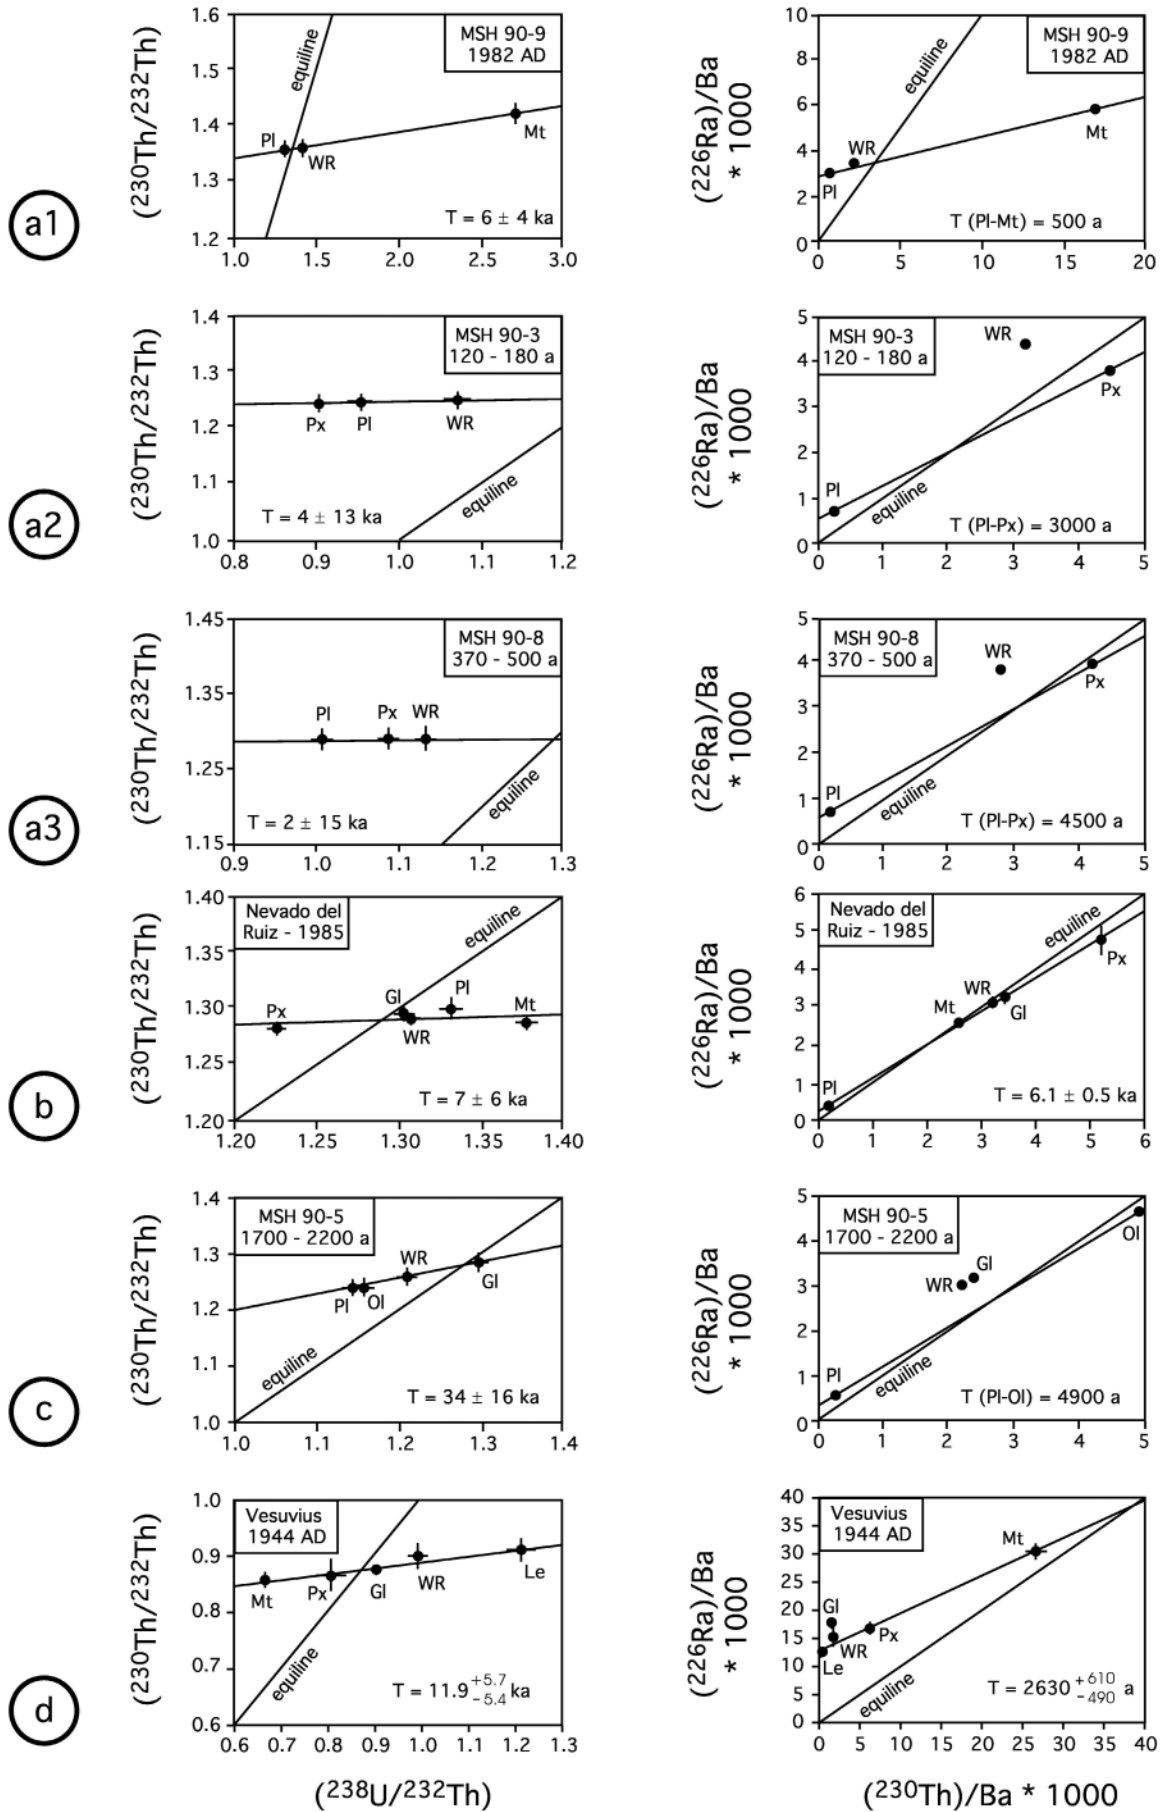 a1
(230Th/232Th)
1.6
1.5
1.4
1.3
1.2
1.0 1.5 2.0 2.5 3.0
equiline
MSH 90-9
1982 AD
Pl
WR
Mt
T = 6 ± 4 ka
(226Ra)/Ba
* 1000
10
8
6
4
2
0
0 5 10 15 20
equiline
MSH 90-9
1982 AD
WR
Pl
Mt
T (Pl-Mt) = 500 a
a2
(230Th/232Th)
1.4
1.3
1.2
1.1
1.0
0.8 0.9 1.0 1.1 1.2
MSH 90-3
120 - 180 a
Px
Pl
WR
equiline
T = 4 ± 13 ka
(226Ra)/Ba
* 1000
5
4
3
2
1
0
0 1 2 3 4 5
MSH 90-3
120 - 180 a
WR
Px
Pl
equiline
T (Pl-Px) = 3000 a
a3
(230Th/232Th)
1.45
1.35
1.25
1.15
0.9 1.0 1.1 1.2 1.3
MSH 90-8
370 - 500 a
Pl
Px
WR
equiline
T = 2 ± 15 ka
(226Ra)/Ba
* 1000
5
4
3
2
1
0
0 1 2 3 4 5
MSH 90-8
370 - 500 a
WR
Px
Pl
equiline
T (Pl-Px) = 4500 a
b
(230Th/232Th)
1.40
1.35
1.30
1.25
1.20
1.20 1.25 1.30 1.35 1.40
Nevado del
Ruiz - 1985
equiline
Px
Gl
WR
Pl
Mt
T = 7 ± 6 ka
(226Ra)/Ba
* 1000
6
5
4
3
2
1
0
0 1 2 3 4 5 6
Nevado del
Ruiz - 1985
equiline
Px
WR
Gl
Mt
Pl
T = 6.1 ± 0.5 ka
c
(230Th/232Th)
1.4
1.3
1.2
1.1
1.0
1.0 1.1 1.2 1.3 1.4
MSH 90-5
1700 - 2200 a
WR
Gl
Pl
Ol
equiline
T = 34 ± 16 ka
(226Ra)/Ba
* 1000
5
4
3
2
1
0
0 1 2 3 4 5
MSH 90-5
1700 - 2200 a
Ol
Gl
WR
Pl
equiline
T (Pl-Ol) = 4900 a
d
(230Th/232Th)
1.0
0.9
0.8
0.7
0.6
0.6 0.7 0.8 0.9 1.0 1.1 1.2 1.3
Vesuvius
1944 AD
Mt
Px
Gl
WR
Le
equiline
T = 11.9 +5.7 -5.4 ka
(226Ra)/Ba
* 1000
40
35
30
25
20
15
10
5
0
0 5 10 15 20 25 30 35 40
Vesuvius
1944 AD
Mt
Gl
Px
WR
Le
equiline
T = 2630 +610 -490 a
(238U/232Th)
(230Th)/Ba * 1000